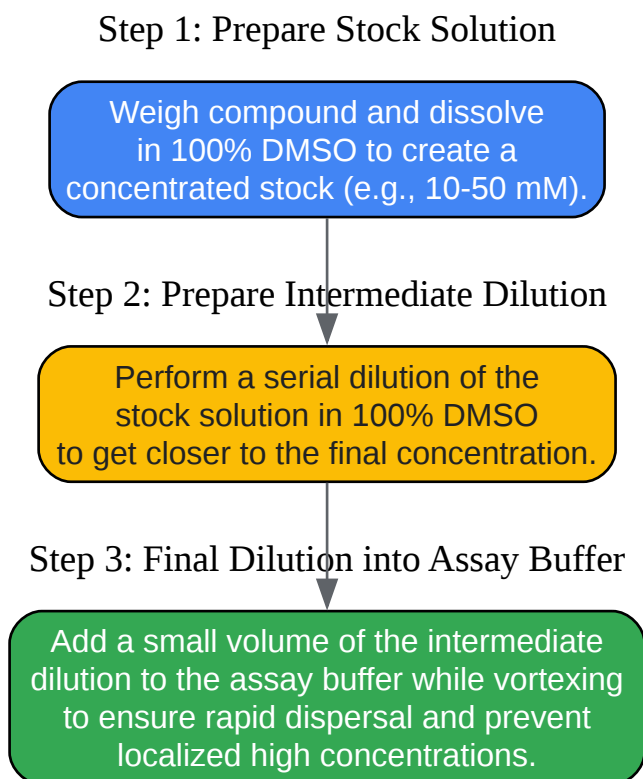 Step 1: Prepare Stock Solution
Weigh compound and dissolve
in 100% DMSO to create a
concentrated stock (e.g., 10-50 mM).
Step 2: Prepare Intermediate Dilution
Perform a serial dilution of the
stock solution in 100% DMSO
to get closer to the final concentration.
Step 3: Final Dilution into Assay Buffer
Add a small volume of the intermediate
dilution to the assay buffer while vortexing
to ensure rapid dispersal and prevent
localized high concentrations.